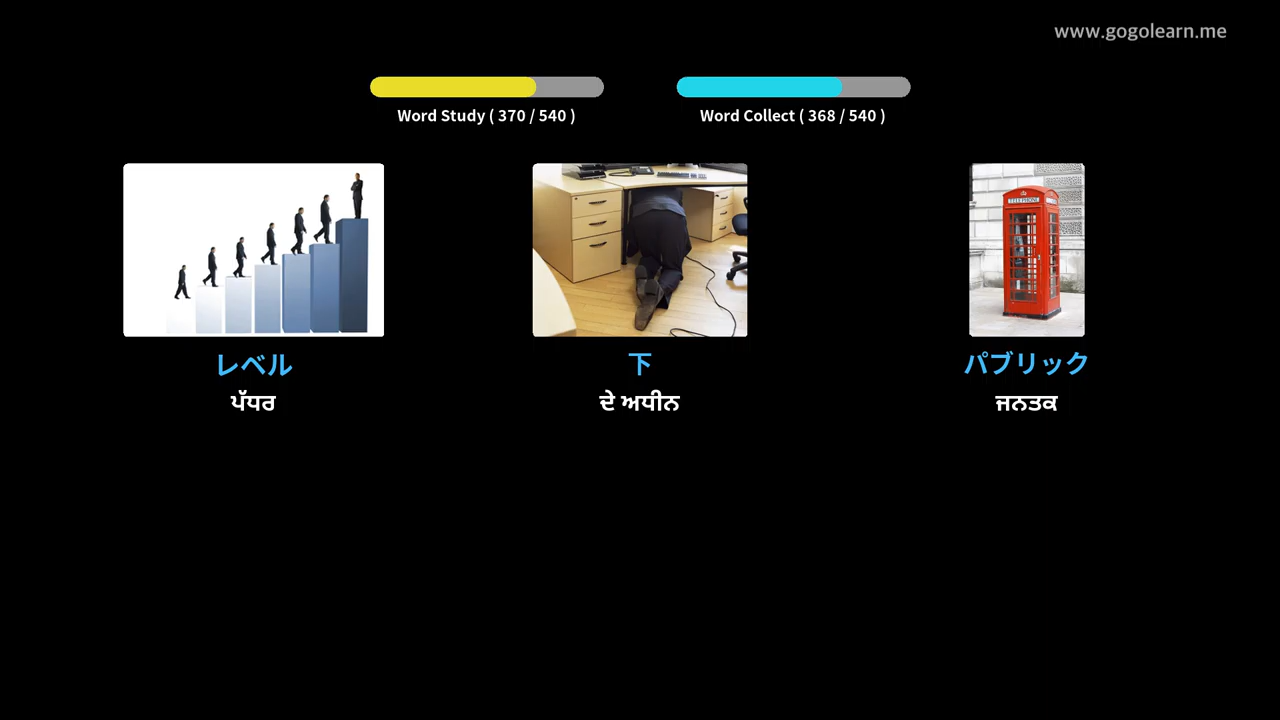 www.gogolearn.me
Word Study ( 370 / 540 )
Word Collect ( 368 / 540 )
TELEPHONE
レベル
下
パブリック
ਪੱਧਰ
ਦੇ ਅਧੀਨ
ਜਨਤਕ